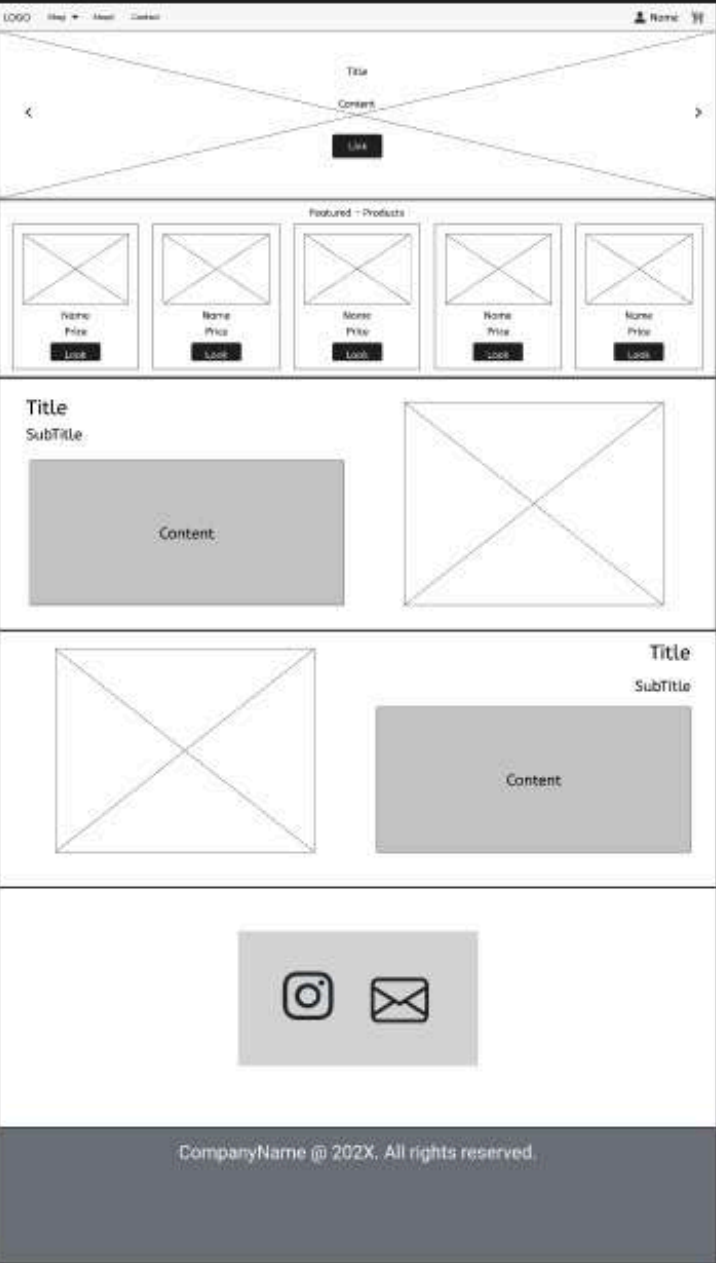 LOGO Shop About Contact Name
Title
Content
Link
Featured - Products
Name Name Name Name Name
Price Price Price Price Price
Look Look Look Look Look
Title
SubTitle
Content
Title
SubTitle
Content
CompanyName @ 202X. All rights reserved.